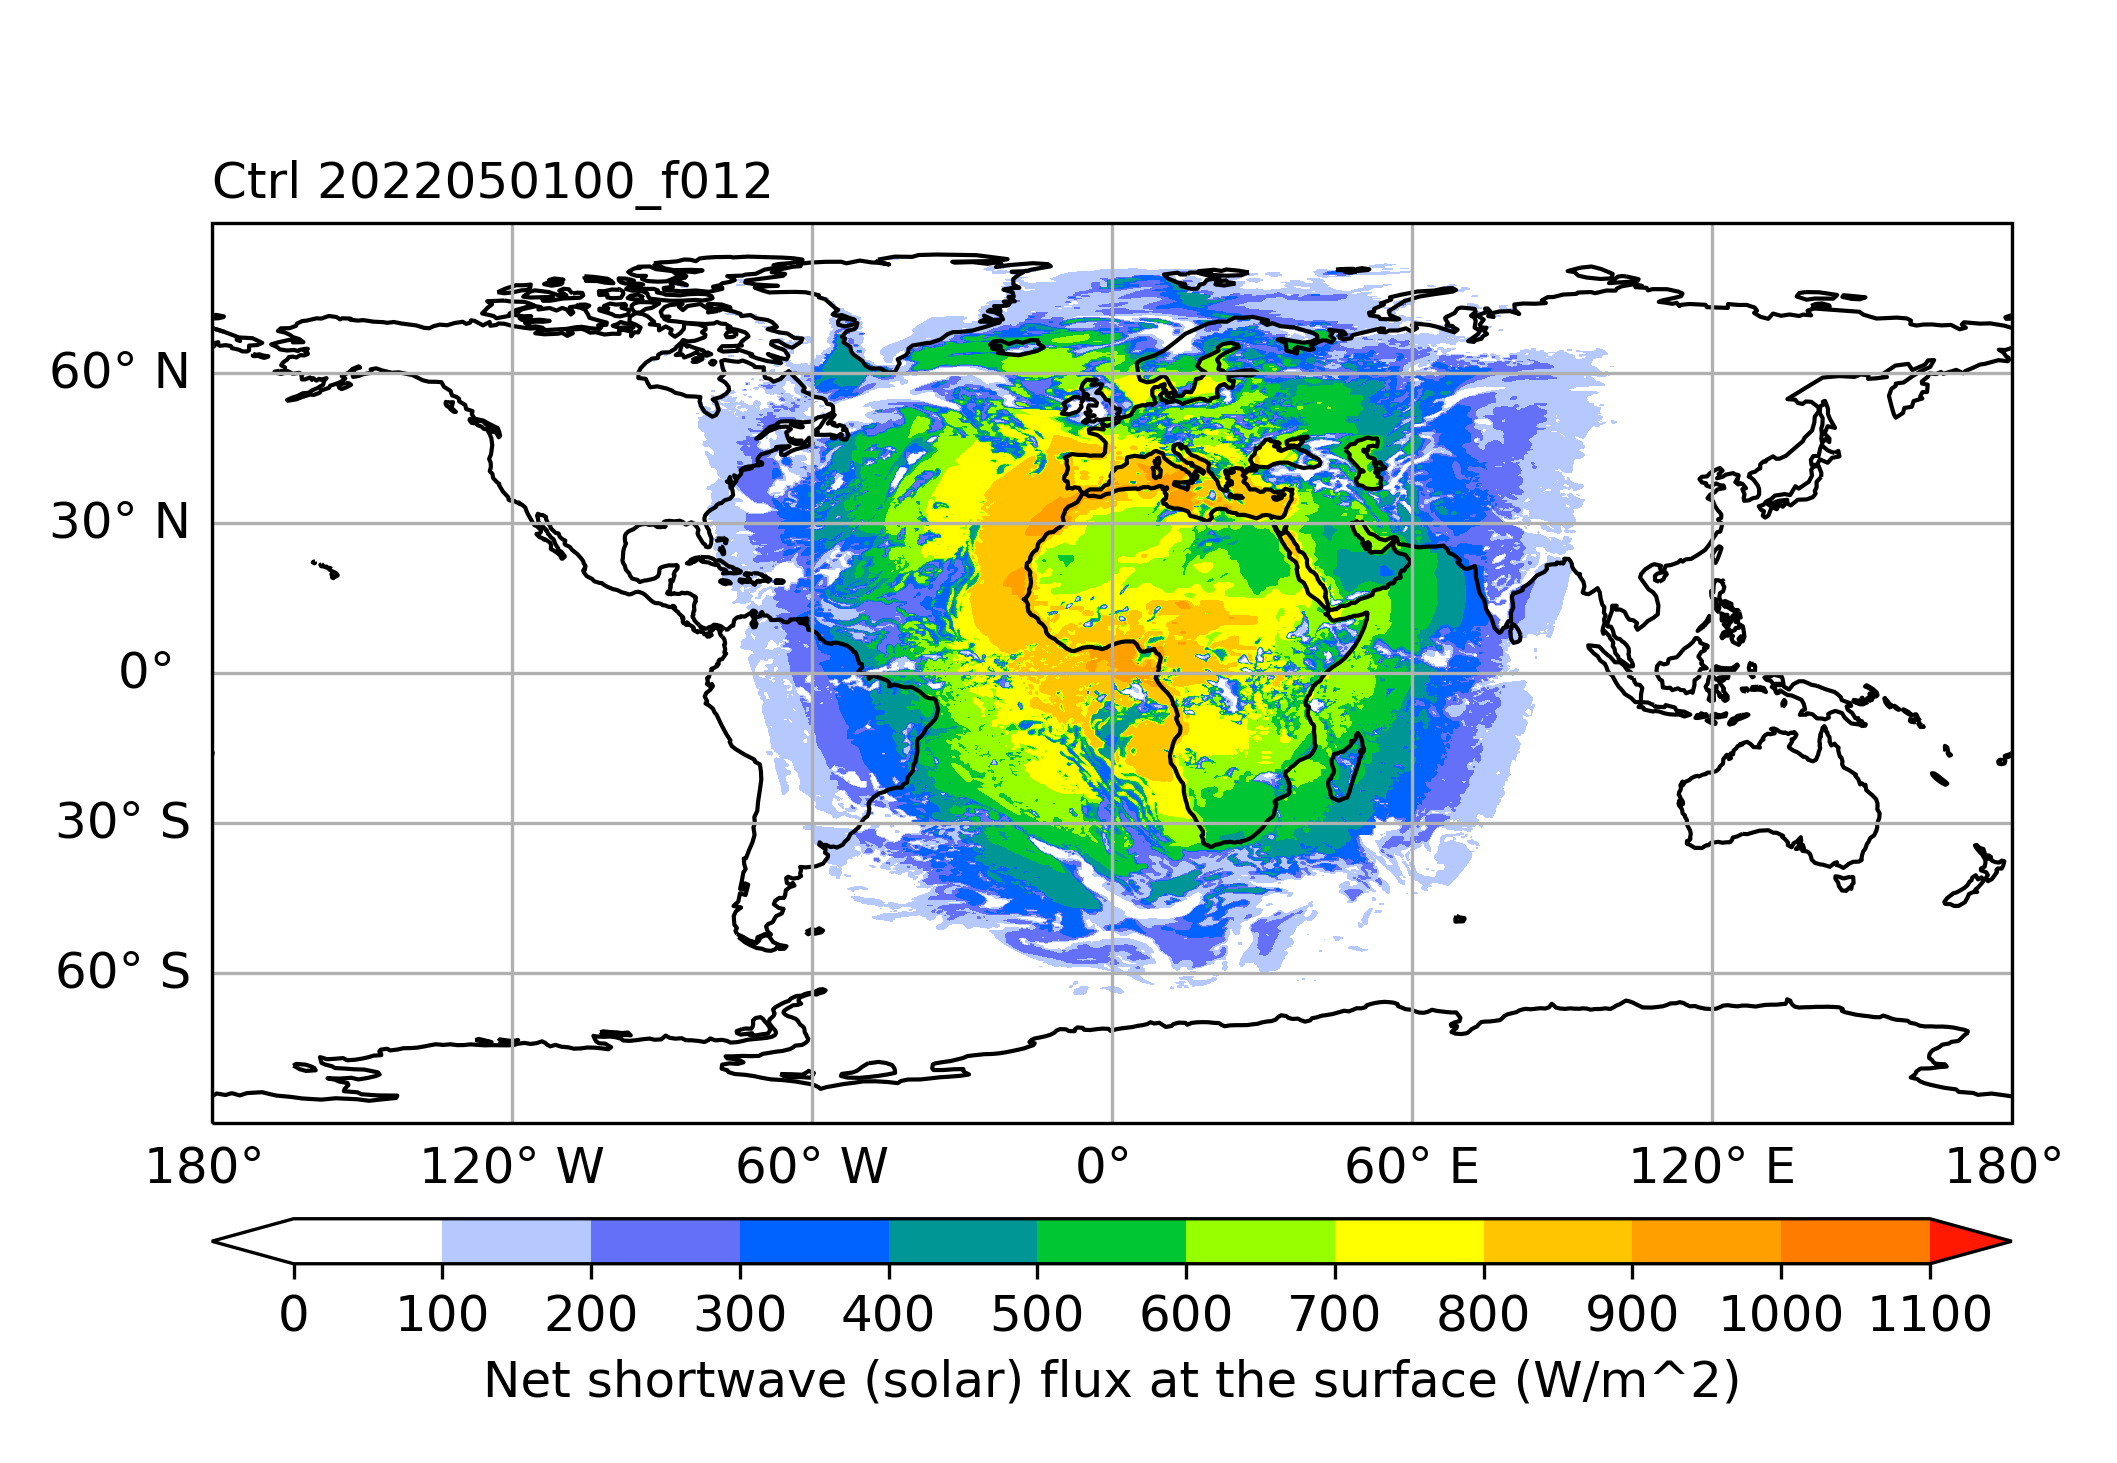 Ctrl 2022050100_f012
60° N
30° N
0°
30° S
60° S
180° 120° W 60° W 0° 60° E 120° E 180°
0 100 200 300 400 500 600 700 800 900 1000 1100
Net shortwave (solar) flux at the surface (W/m^2)